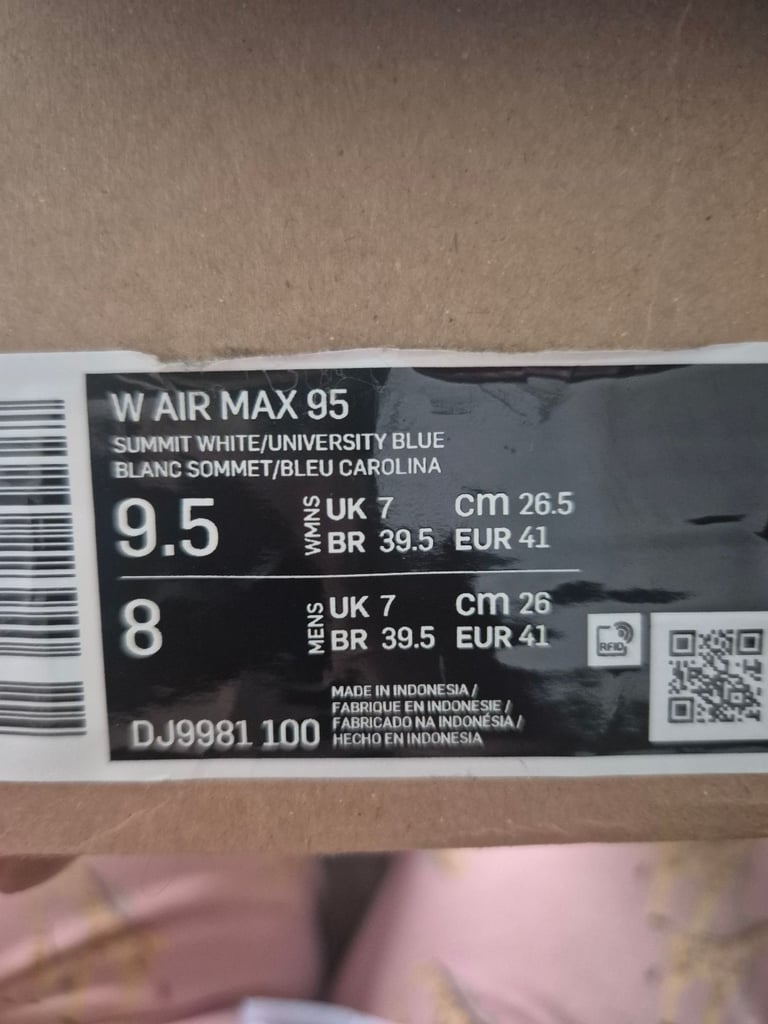 W AIR MAX 95
SUMMIT WHITE/UNIVERSITY BLUE
BLANC SOMMET/BLEU CAROLINA
9.5 WMNS UK 7 cm 26.5
BR 39.5 EUR 41
8 MENS UK 7 cm 26
BR 39.5 EUR 41
RFID
MADE IN INDONESIA /
FABRIQUE EN INDONESIE /
FABRICADO NA INDONÉSIA /
HECHO EN INDONESIA
DJ9981 100